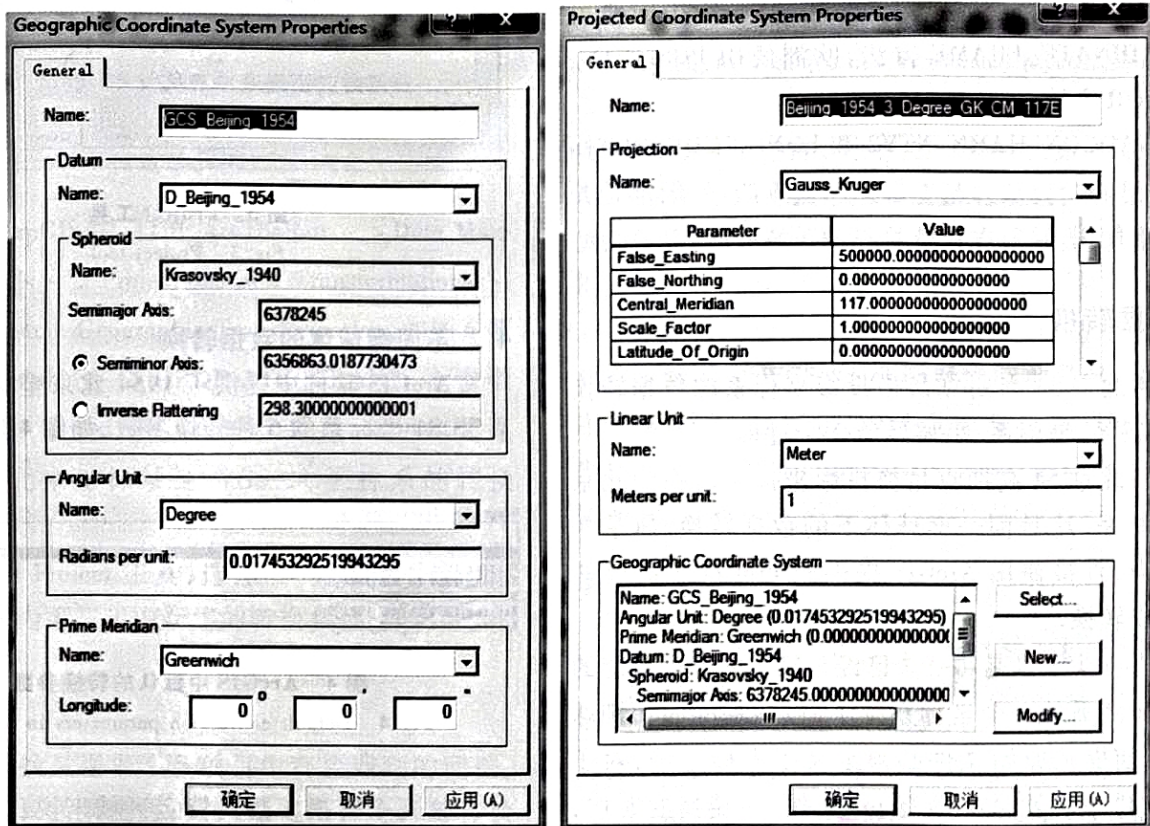 Geographic Coordinate System Properties
? X
General
Name: GCS_Beijing_1954
Datum
Name: D_Beijing_1954
Spheroid
Name: Krasovsky_1940
Semimajor Axis: 6378245
Semiminor Axis: 6356863.0187730473
Inverse Flattening 298.30000000000001
Angular Unit
Name: Degree
Radians per unit: 0.017453292519943295
Prime Meridian
Name: Greenwich
Longitude: 0 ° 0 ' 0 "
确定 取消 应用(A)
Projected Coordinate System Properties
? X
General
Name: Beijing_1954_3_Degree_GK_CM_117E
Projection
Name: Gauss_Kruger
Parameter Value
False_Easting 500000.00000000000000000
False_Northing 0.000000000000000000
Central_Meridian 117.000000000000000000
Scale_Factor 1.000000000000000000
Latitude_Of_Origin 0.000000000000000000
Linear Unit
Name: Meter
Meters per unit: 1
Geographic Coordinate System
Name: GCS_Beijing_1954
Angular Unit: Degree (0.017453292519943295)
Prime Meridian: Greenwich (0.000000000000000
Datum: D_Beijing_1954
Spheroid: Krasovsky_1940
Semimajor Axis: 6378245.0000000000000000
Select...
New...
Modify...
确定 取消 应用(A)